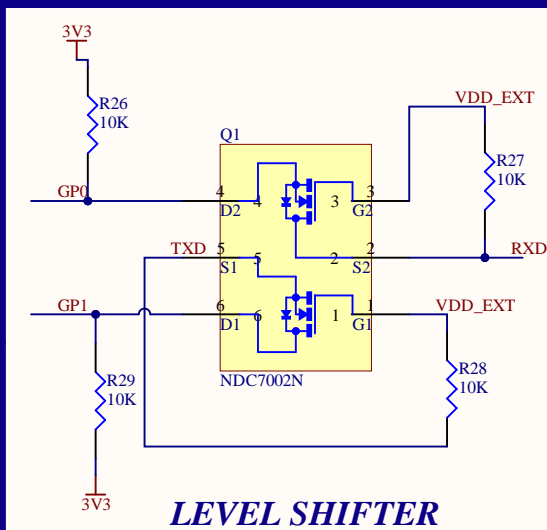 3V3
R26
10K
VDD_EXT
Q1
R27
10K
GP0
4
D2
4
3
3
G2
TXD
5
S1
5
2
2
S2
RXD
GP1
6
D1
6
1
1
G1
VDD_EXT
R29
10K
NDC7002N
R28
10K
3V3
LEVEL SHIFTER